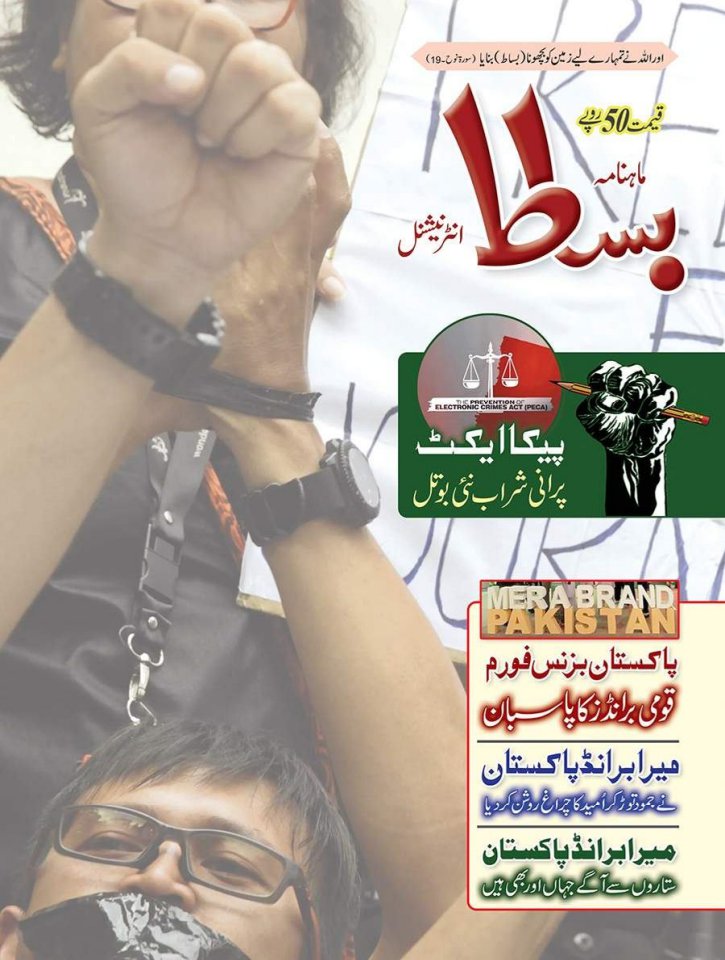 اور اللہ نے تمہارے لیے زمین کو بچھونا (بساط) بنایا (سورۃ نوح۔19)
قیمت 50 روپے
ماہنامہ
بساط
انٹرنیشنل
THE PREVENTION OF
ELECTRONIC CRIMES ACT (PECA)
پیکا ایکٹ
پرانی شراب نئی بوتل
MERA BRAND
PAKISTAN
پاکستان بزنس فورم
قومی برانڈز کا پاسبان
میرا برانڈ پاکستان
نے جمود توڑ کر اُمید کا چراغ روشن کر دیا
میرا برانڈ پاکستان
ستاروں سے آگے جہاں اور بھی ہیں